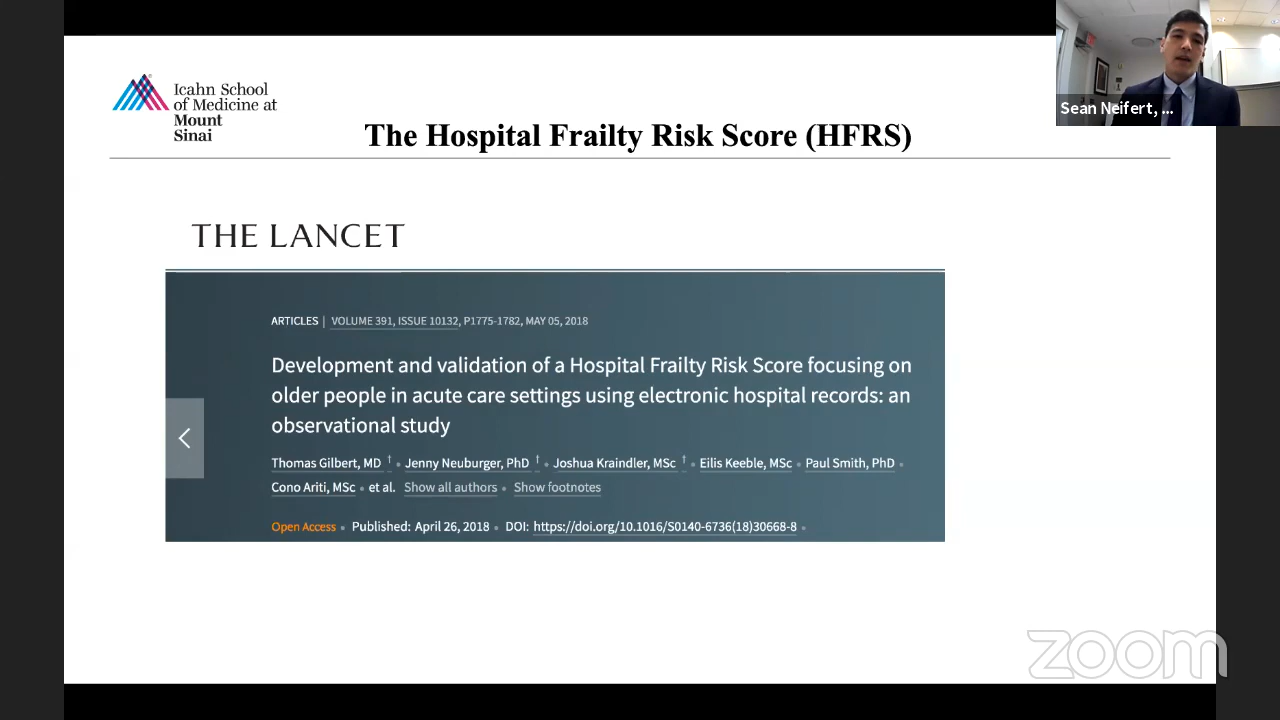 Icahn School
of Medicine at
Mount
Sinai
Sean Neifert, ...
The Hospital Frailty Risk Score (HFRS)
THE LANCET
ARTICLES | VOLUME 391, ISSUE 10132, P1775-1782, MAY 05, 2018
Development and validation of a Hospital Frailty Risk Score focusing on
older people in acute care settings using electronic hospital records: an
observational study
Thomas Gilbert, MD † • Jenny Neuburger, PhD † • Joshua Kraindler, MSc † • Eilis Keeble, MSc • Paul Smith, PhD •
Cono Ariti, MSc • et al. Show all authors • Show footnotes
Open Access • Published: April 26, 2018 • DOI: https://doi.org/10.1016/S0140-6736(18)30668-8 •
zoom